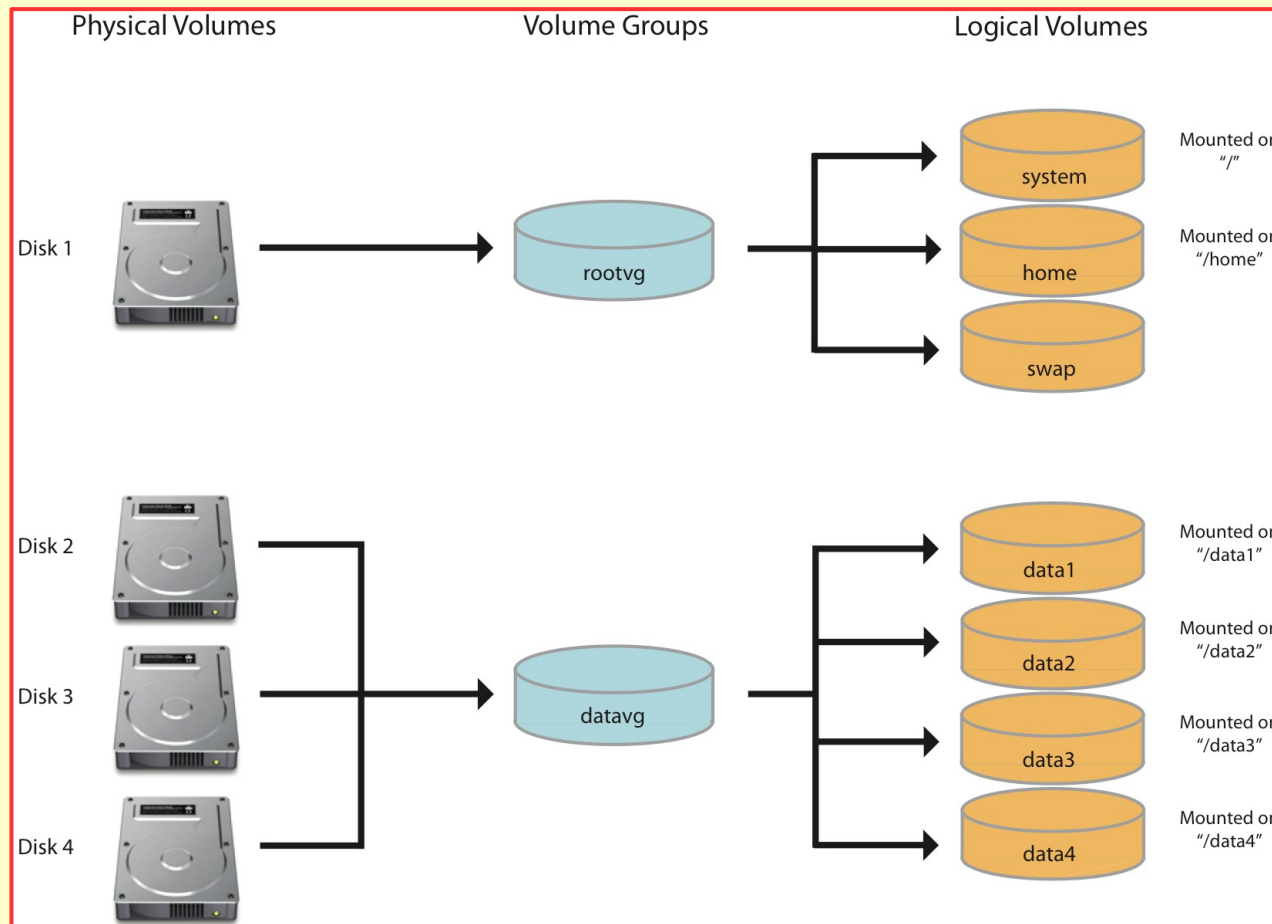 Physical Volumes
Volume Groups
Logical Volumes
Disk 1
rootvg
system
Mounted on
“/”
home
Mounted on
“/home”
swap
Disk 2
Disk 3
Disk 4
datavg
data1
Mounted on
“/data1”
data2
Mounted on
“/data2”
data3
Mounted on
“/data3”
data4
Mounted on
“/data4”